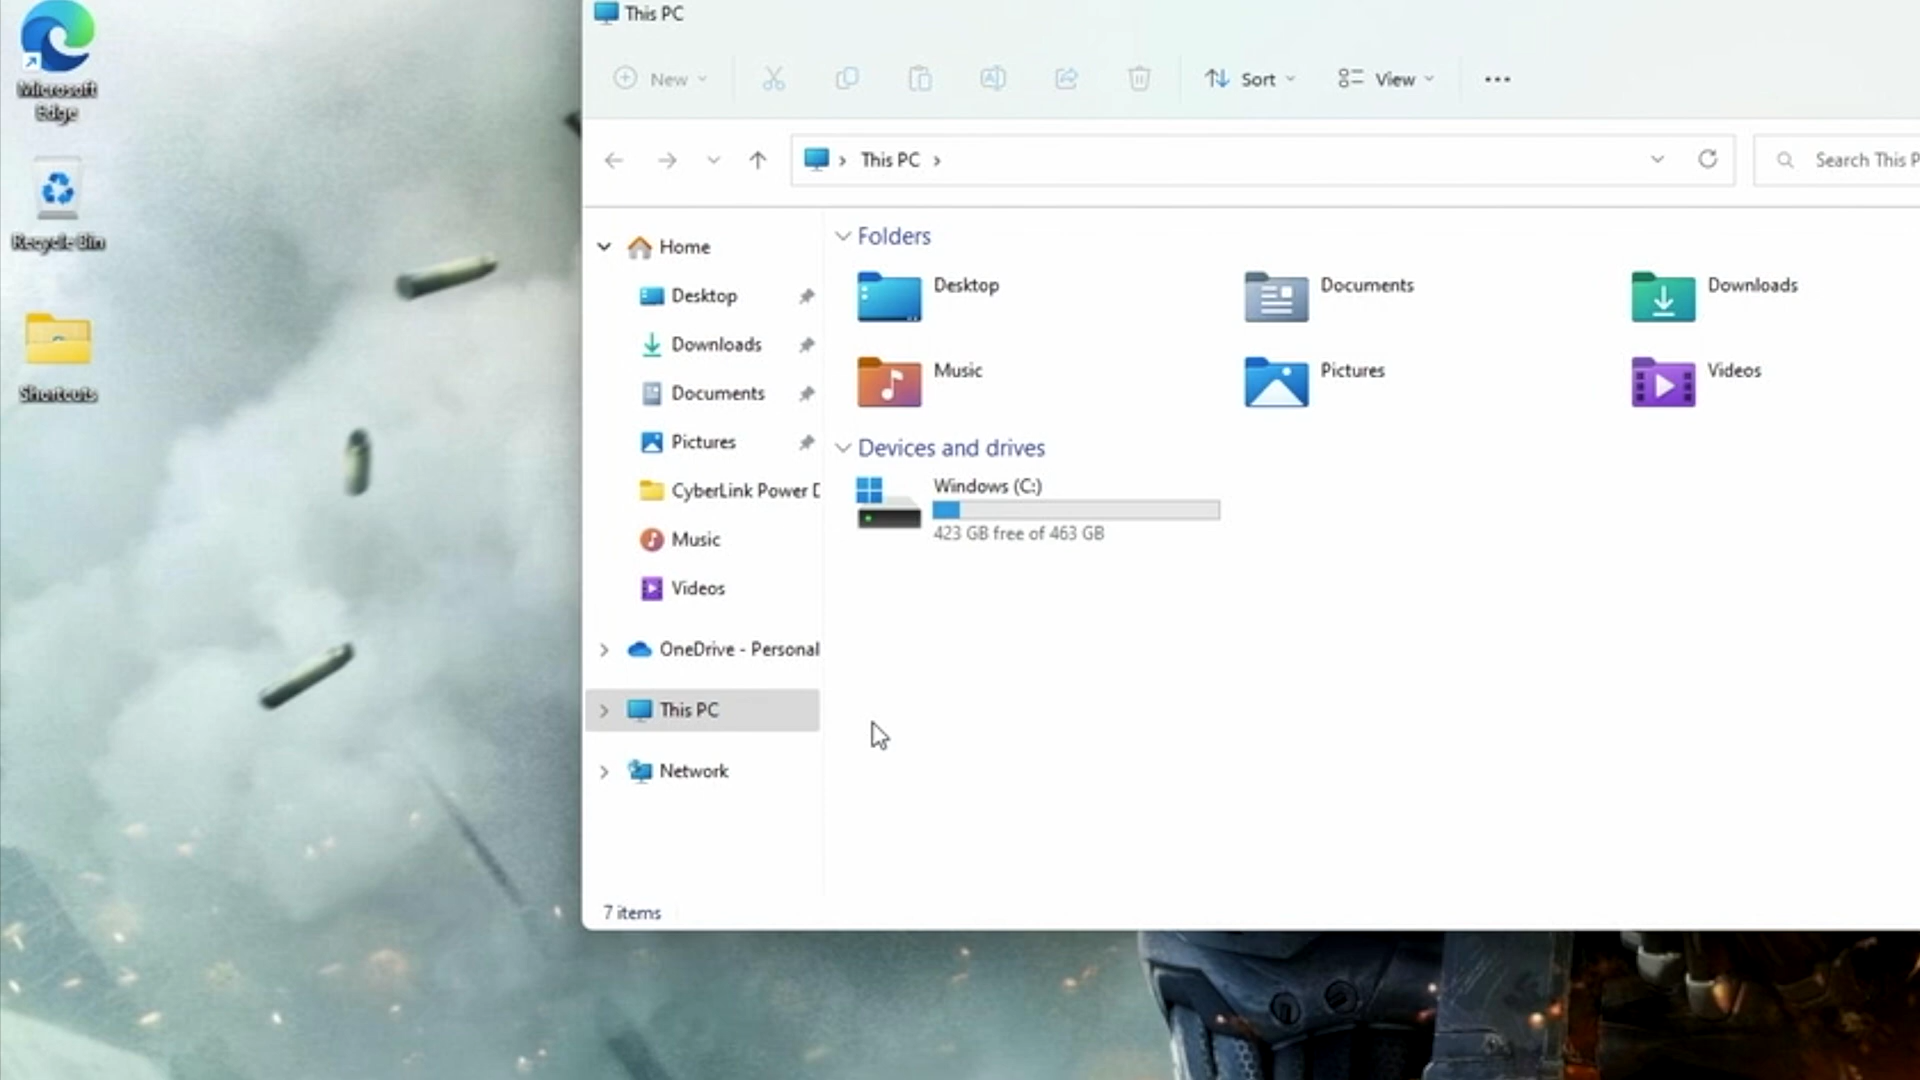 This PC
New
Sort
View
This PC
Search This P
Microsoft
Edge
Recycle Bin
Shortcuts
Home
Desktop
Downloads
Documents
Pictures
CyberLink Power D
Music
Videos
OneDrive - Personal
This PC
Network
Folders
Desktop
Documents
Downloads
Music
Pictures
Videos
Devices and drives
Windows (C:)
423 GB free of 463 GB
7 items